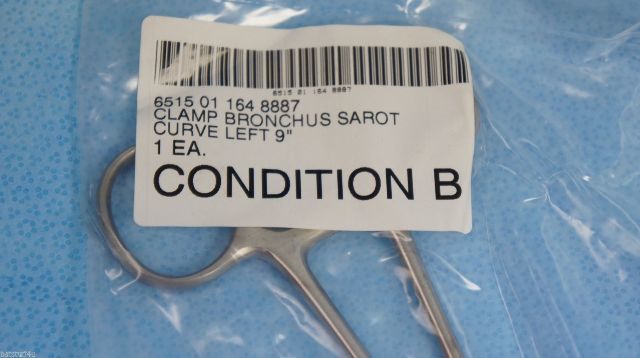 6515 01 164 8887
6515 01 164 8887
CLAMP BRONCHUS SAROT
CURVE LEFT 9"
1 EA.
CONDITION B